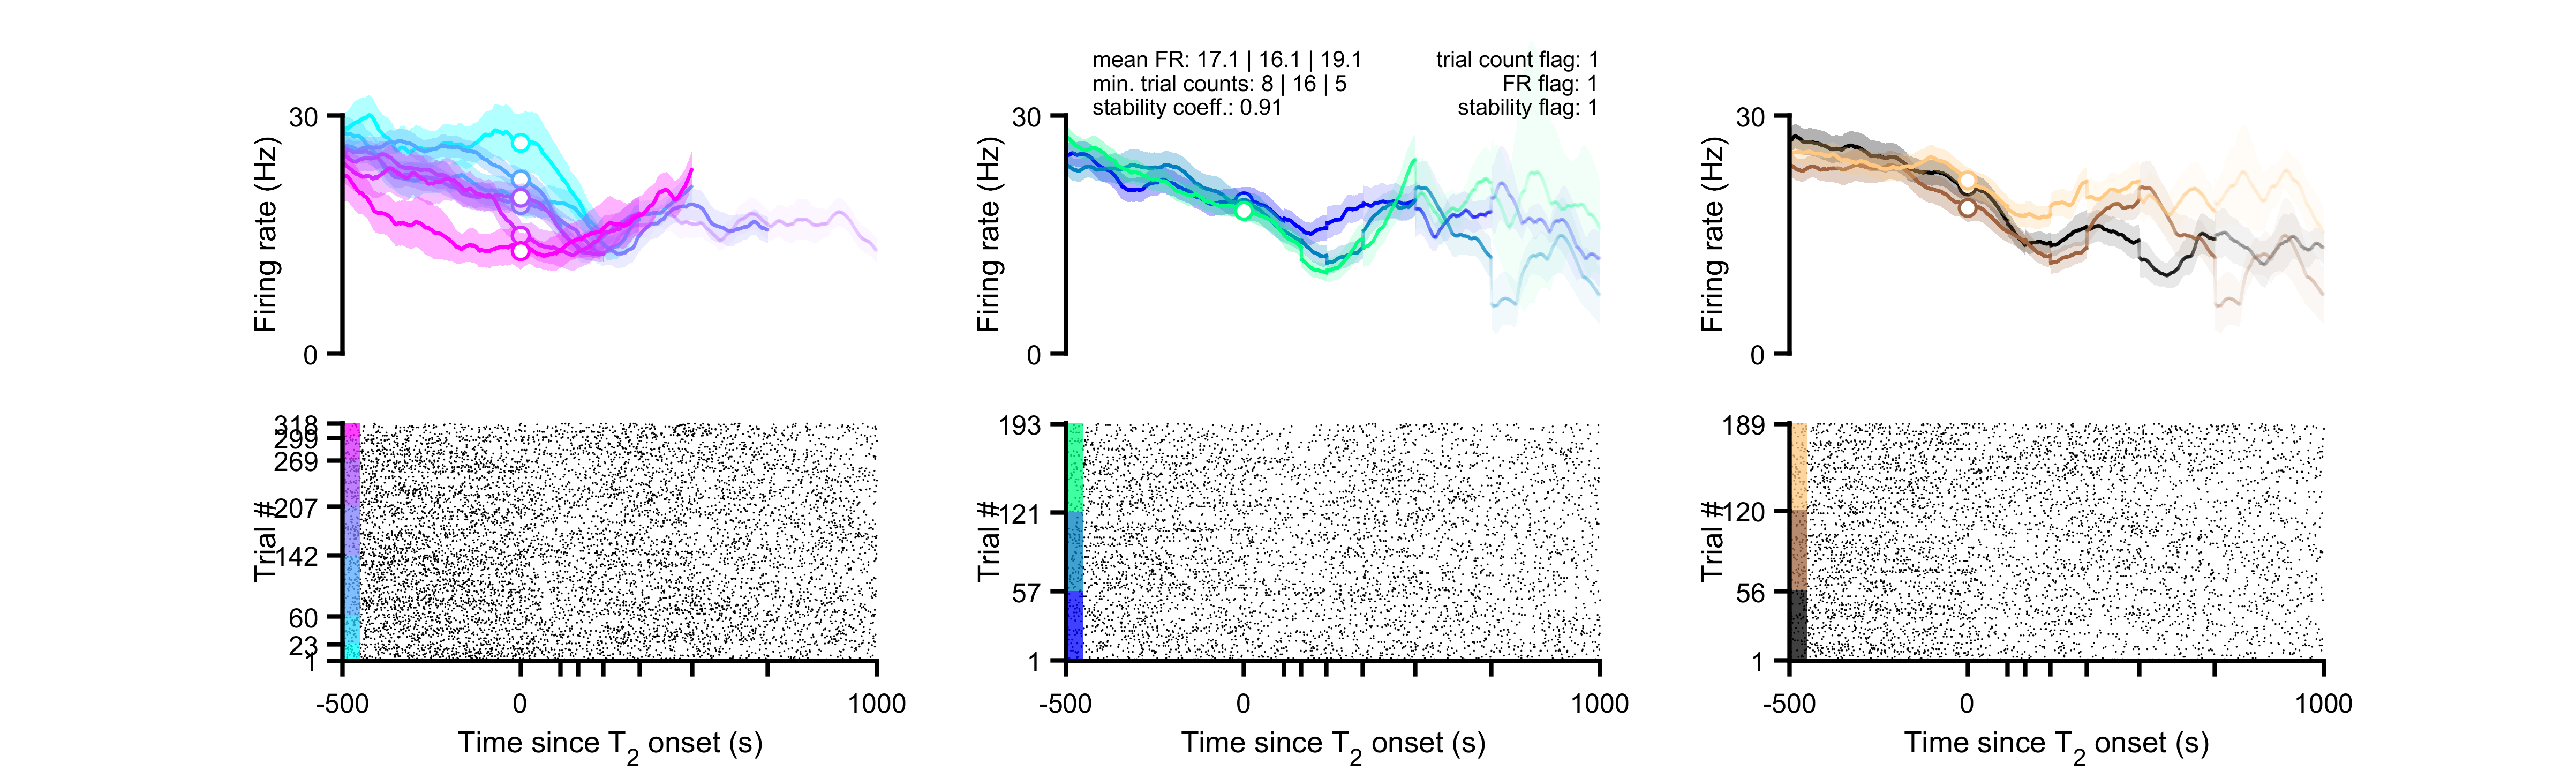 mean FR: 17.1 | 16.1 | 19.1
trial count flag: 1
min. trial counts: 8 | 16 | 5
FR flag: 1
stability coeff.: 0.91
stability flag: 1
30
0
Firing rate (Hz)
30
0
Firing rate (Hz)
30
0
Firing rate (Hz)
318
299
269
207
142
60
23
1
Trial #
-500
0
1000
Time since T2 onset (s)
193
121
57
1
Trial #
-500
0
1000
Time since T2 onset (s)
189
120
56
1
Trial #
-500
0
1000
Time since T2 onset (s)